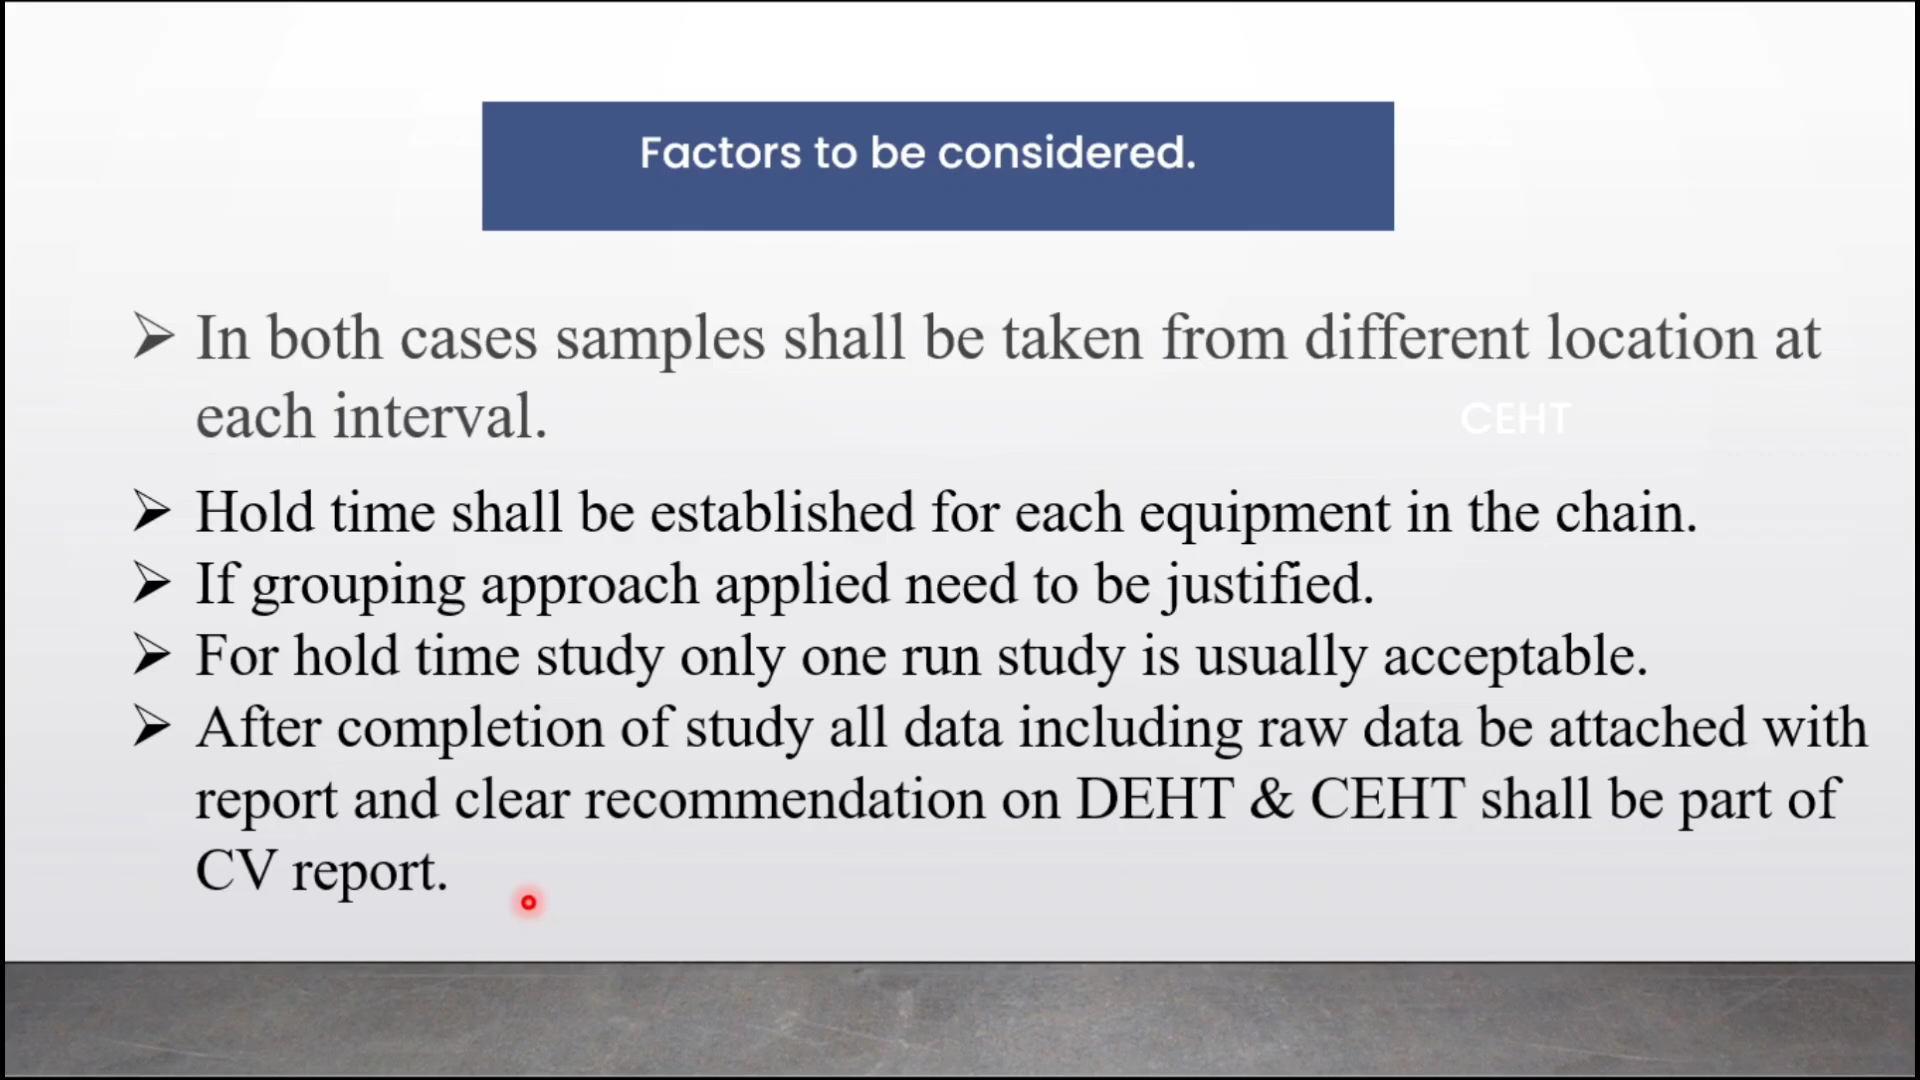 Factors to be considered.
➢ In both cases samples shall be taken from different location at
each interval.
CEHT
➢ Hold time shall be established for each equipment in the chain.
➢ If grouping approach applied need to be justified.
➢ For hold time study only one run study is usually acceptable.
➢ After completion of study all data including raw data be attached with
report and clear recommendation on DEHT & CEHT shall be part of
CV report.